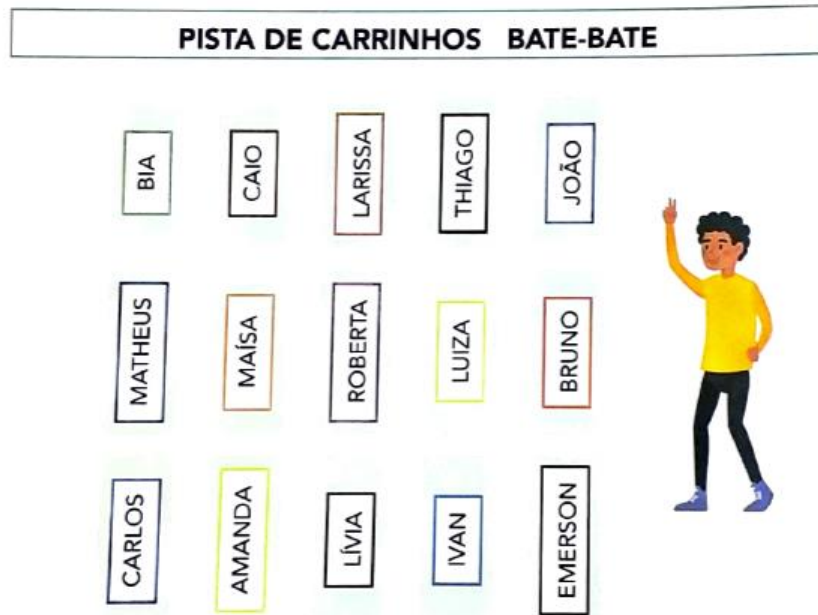 PISTA DE CARRINHOS BATE-BATE
BIA
CAIO
LARISSA
THIAGO
JOÃO
MATHEUS
MAÍSA
ROBERTA
LUIZA
BRUNO
CARLOS
AMANDA
LÍVIA
IVAN
EMERSON